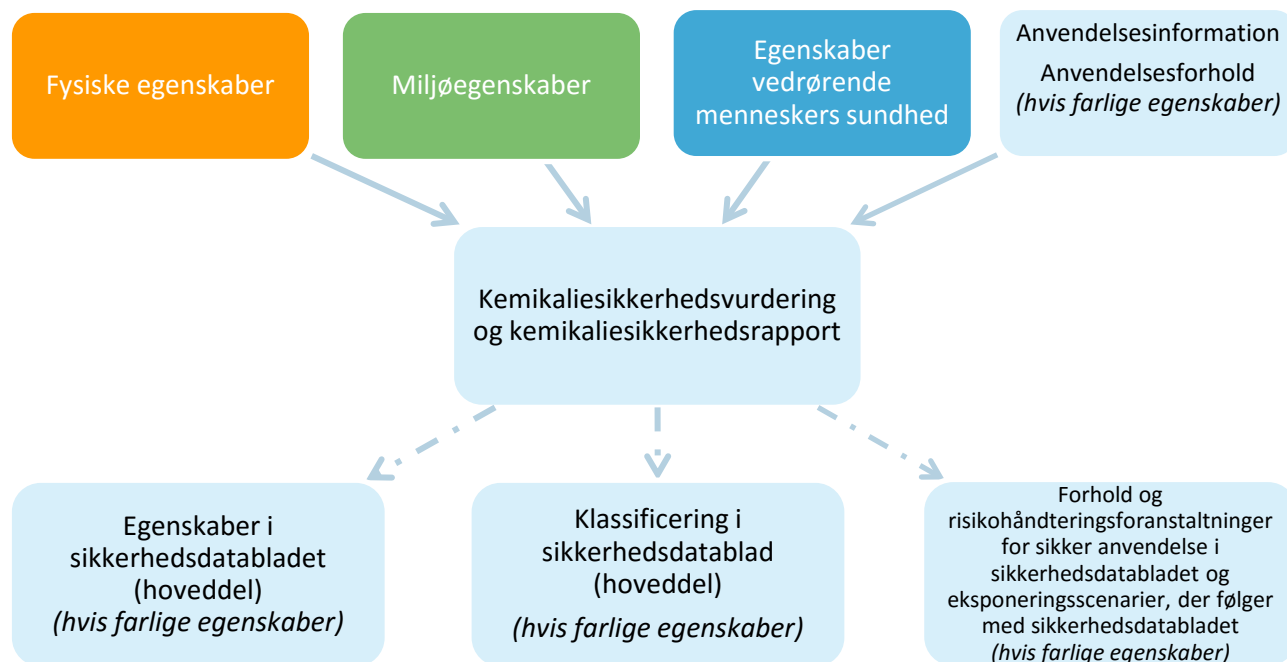 Fysiske egenskaber
Miljøegenskaber
Egenskaber
vedrørende
menneskers sundhed
Anvendelsesinformation
Anvendelsesforhold
(hvis farlige egenskaber)
Kemikaliesikkerhedsvurdering
og kemikaliesikkerhedsrapport
Egenskaber i
sikkerhedsdatabladet
(hoveddel)
(hvis farlige egenskaber)
Klassificering i
sikkerhedsdatablad
(hoveddel)
(hvis farlige egenskaber)
Forhold og
risikohåndteringsforanstaltninger
for sikker anvendelse i
sikkerhedsdatabladet og
eksponeringsscenarier, der følger
med sikkerhedsdatabladet
(hvis farlige egenskaber)